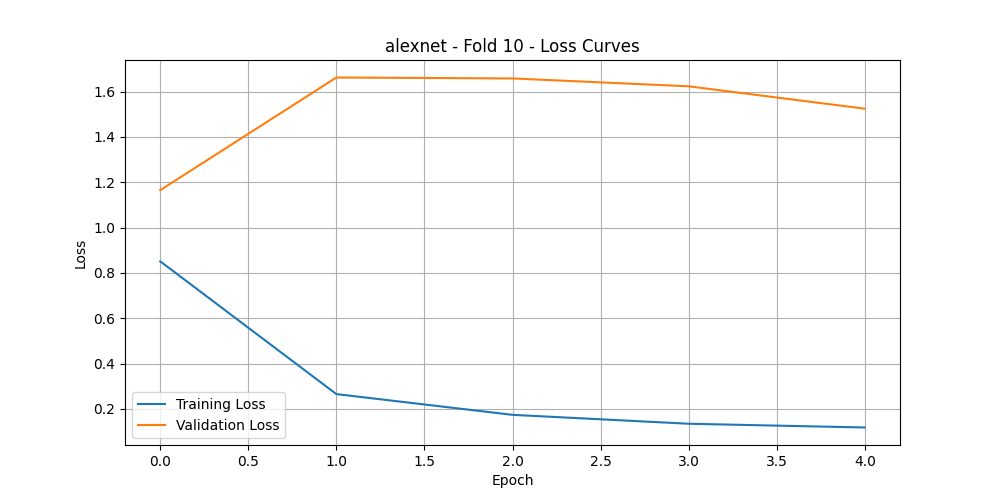 alexnet - Fold 10 - Loss Curves
1.6
1.4
1.2
1.0
0.8
0.6
0.4
0.2
Loss
Training Loss
Validation Loss
0.0 0.5 1.0 1.5 2.0 2.5 3.0 3.5 4.0
Epoch